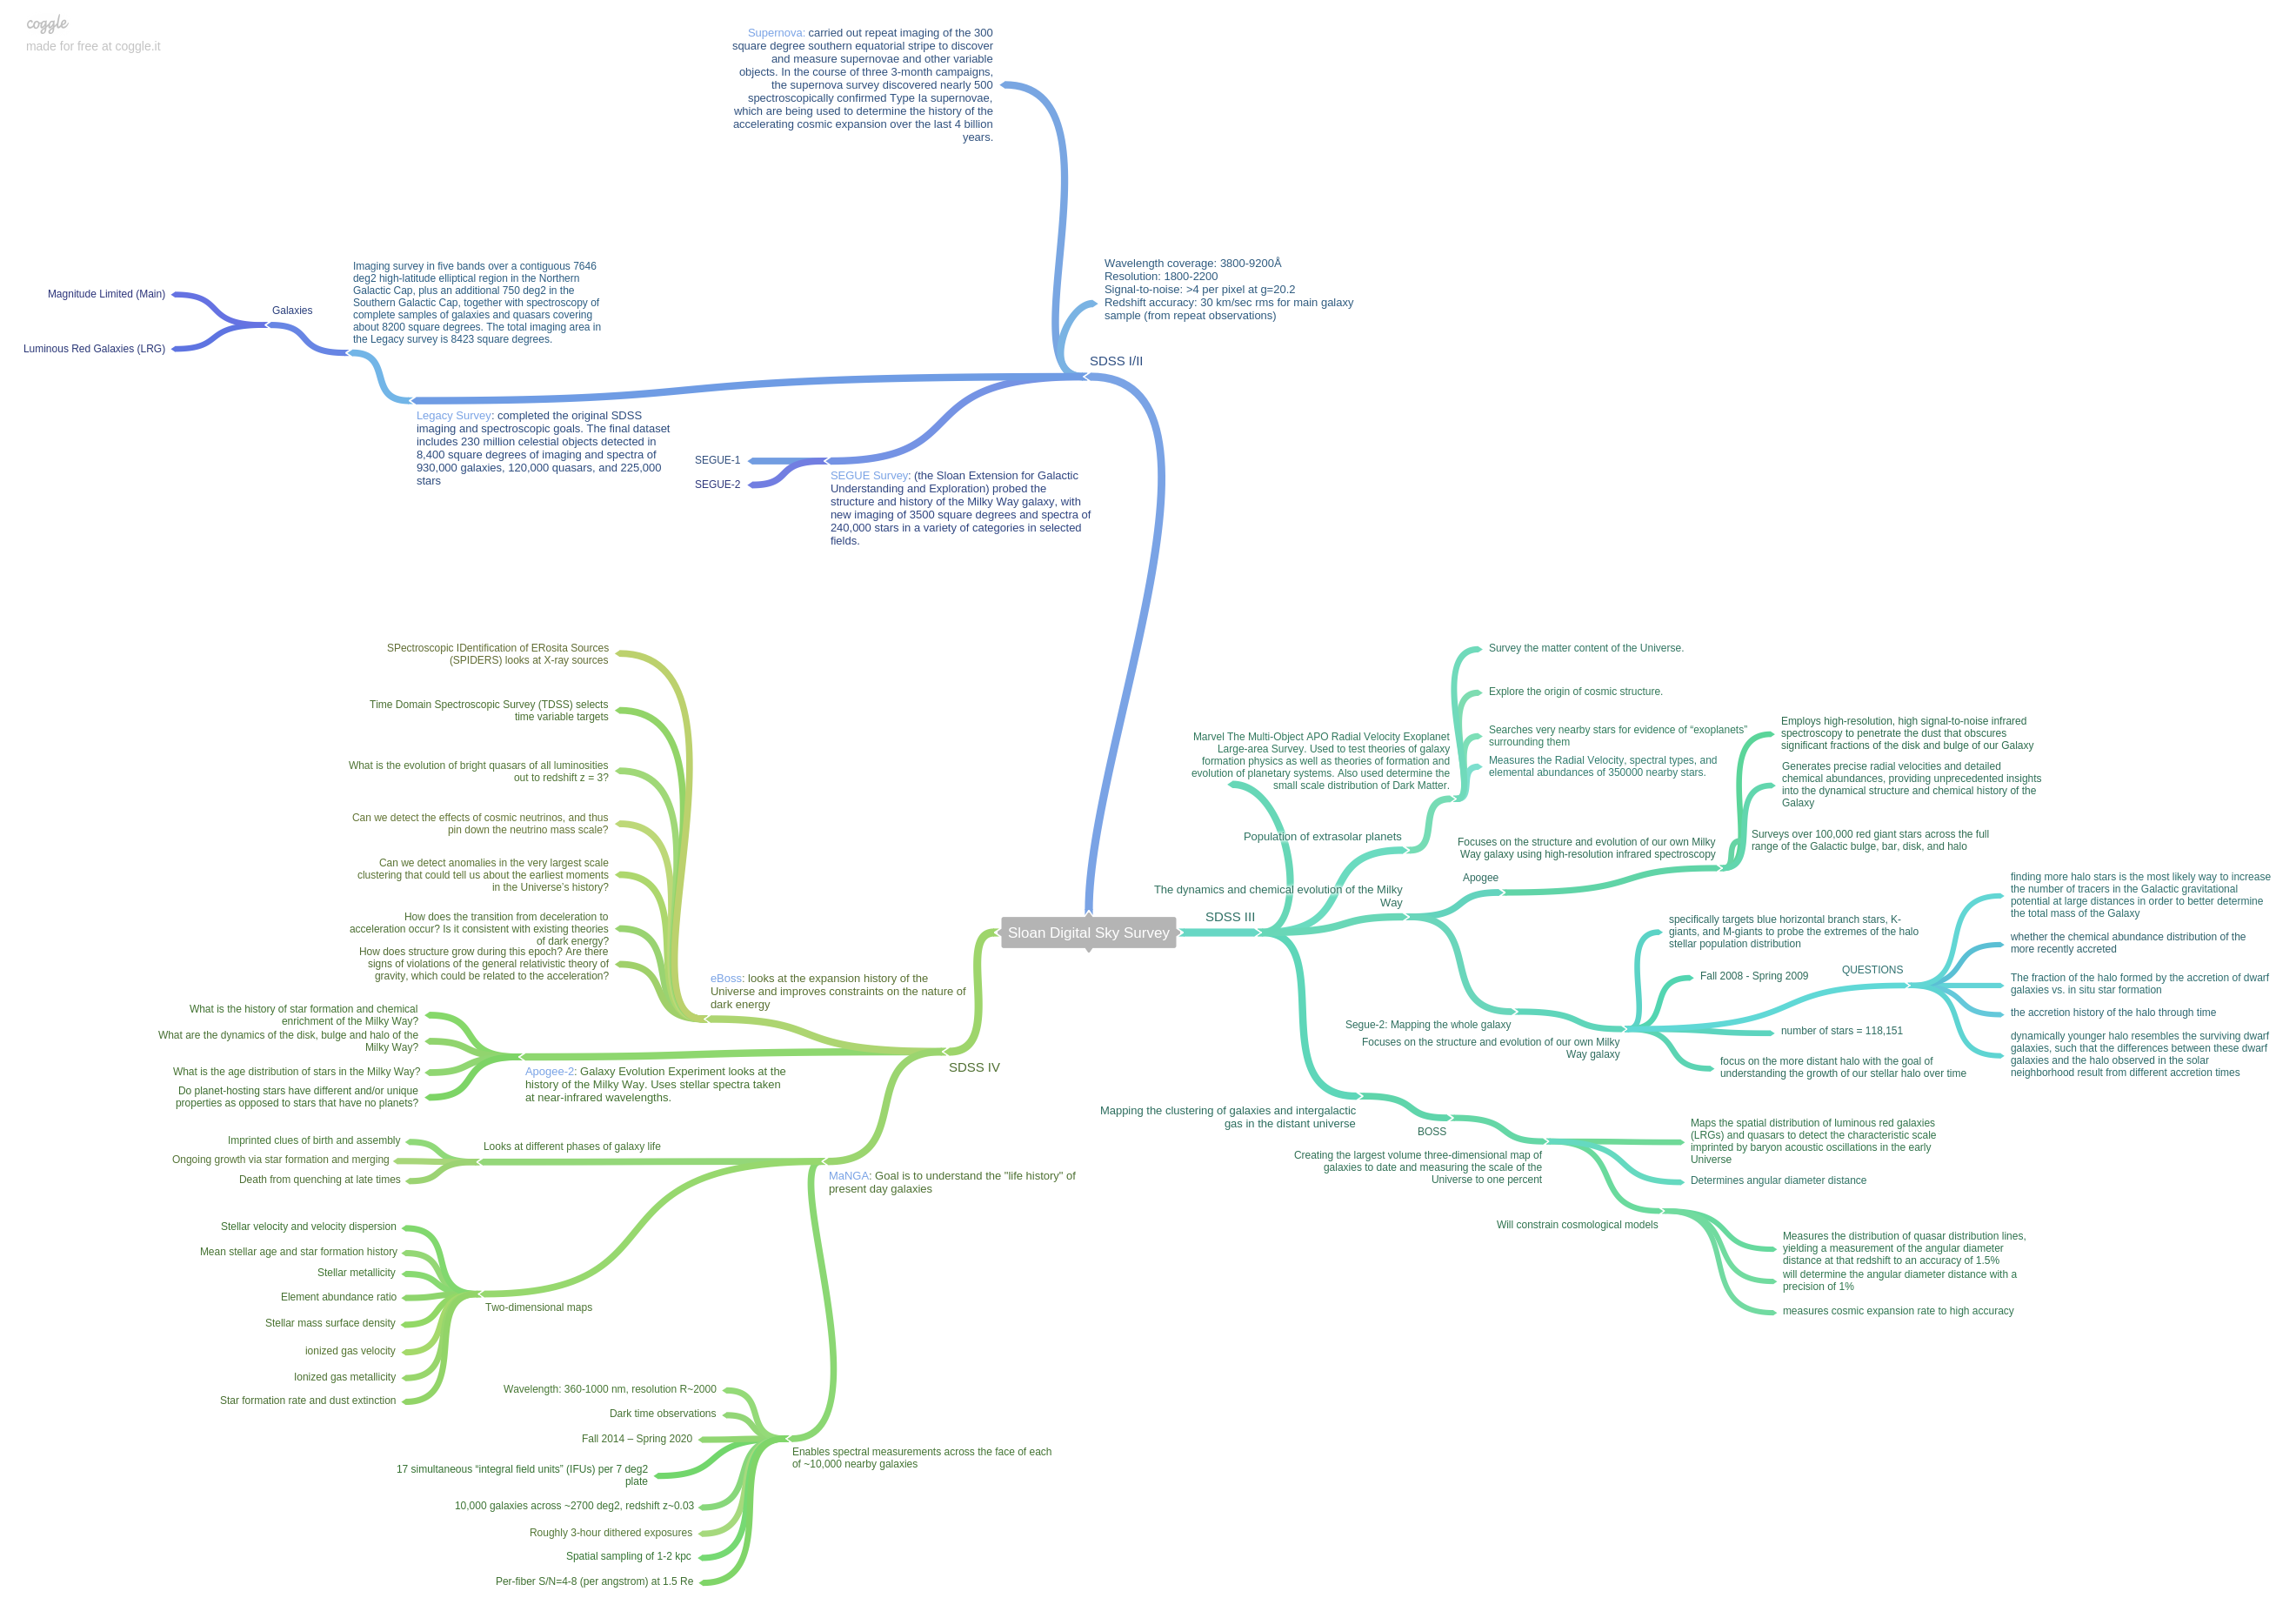 coggle
made for free at coggle.it
Supernova: carried out repeat imaging of the 300
square degree southern equatorial stripe to discover
and measure supernovae and other variable
objects. In the course of three 3-month campaigns,
the supernova survey discovered nearly 500
spectroscopically confirmed Type Ia supernovae,
which are being used to determine the history of the
accelerating cosmic expansion over the last 4 billion
years.
Wavelength coverage: 3800-9200Å
Resolution: 1800-2200
Signal-to-noise: >4 per pixel at g=20.2
Redshift accuracy: 30 km/sec rms for main galaxy
sample (from repeat observations)
SDSS I/II
Imaging survey in five bands over a contiguous 7646
deg2 high-latitude elliptical region in the Northern
Galactic Cap, plus an additional 750 deg2 in the
Southern Galactic Cap, together with spectroscopy of
complete samples of galaxies and quasars covering
about 8200 square degrees. The total imaging area in
the Legacy survey is 8423 square degrees.
Galaxies
Magnitude Limited (Main)
Luminous Red Galaxies (LRG)
Legacy Survey: completed the original SDSS
imaging and spectroscopic goals. The final dataset
includes 230 million celestial objects detected in
8,400 square degrees of imaging and spectra of
930,000 galaxies, 120,000 quasars, and 225,000
stars
SEGUE-1
SEGUE-2
SEGUE Survey: (the Sloan Extension for Galactic
Understanding and Exploration) probed the
structure and history of the Milky Way galaxy, with
new imaging of 3500 square degrees and spectra of
240,000 stars in a variety of categories in selected
fields.
Sloan Digital Sky Survey
SDSS III
Marvel The Multi-Object APO Radial Velocity Exoplanet
Large-area Survey. Used to test theories of galaxy
formation physics as well as theories of formation and
evolution of planetary systems. Also used determine the
small scale distribution of Dark Matter.
Population of extrasolar planets
Survey the matter content of the Universe.
Explore the origin of cosmic structure.
Searches very nearby stars for evidence of “exoplanets”
surrounding them
Measures the Radial Velocity, spectral types, and
elemental abundances of 350000 nearby stars.
The dynamics and chemical evolution of the Milky
Way
Apogee
Focuses on the structure and evolution of our own Milky
Way galaxy using high-resolution infrared spectroscopy
Employs high-resolution, high signal-to-noise infrared
spectroscopy to penetrate the dust that obscures
significant fractions of the disk and bulge of our Galaxy
Generates precise radial velocities and detailed
chemical abundances, providing unprecedented insights
into the dynamical structure and chemical history of the
Galaxy
Surveys over 100,000 red giant stars across the full
range of the Galactic bulge, bar, disk, and halo
Segue-2: Mapping the whole galaxy
Focuses on the structure and evolution of our own Milky
Way galaxy
specifically targets blue horizontal branch stars, K-
giants, and M-giants to probe the extremes of the halo
stellar population distribution
Fall 2008 - Spring 2009
QUESTIONS
finding more halo stars is the most likely way to increase
the number of tracers in the Galactic gravitational
potential at large distances in order to better determine
the total mass of the Galaxy
whether the chemical abundance distribution of the
more recently accreted
The fraction of the halo formed by the accretion of dwarf
galaxies vs. in situ star formation
the accretion history of the halo through time
dynamically younger halo resembles the surviving dwarf
galaxies, such that the differences between these dwarf
galaxies and the halo observed in the solar
neighborhood result from different accretion times
number of stars = 118,151
focus on the more distant halo with the goal of
understanding the growth of our stellar halo over time
Mapping the clustering of galaxies and intergalactic
gas in the distant universe
BOSS
Creating the largest volume three-dimensional map of
galaxies to date and measuring the scale of the
Universe to one percent
Maps the spatial distribution of luminous red galaxies
(LRGs) and quasars to detect the characteristic scale
imprinted by baryon acoustic oscillations in the early
Universe
Determines angular diameter distance
Will constrain cosmological models
Measures the distribution of quasar distribution lines,
yielding a measurement of the angular diameter
distance at that redshift to an accuracy of 1.5%
will determine the angular diameter distance with a
precision of 1%
measures cosmic expansion rate to high accuracy
SDSS IV
eBoss: looks at the expansion history of the
Universe and improves constraints on the nature of
dark energy
SPectroscopic IDentification of ERosita Sources
(SPIDERS) looks at X-ray sources
Time Domain Spectroscopic Survey (TDSS) selects
time variable targets
What is the evolution of bright quasars of all luminosities
out to redshift z = 3?
Can we detect the effects of cosmic neutrinos, and thus
pin down the neutrino mass scale?
Can we detect anomalies in the very largest scale
clustering that could tell us about the earliest moments
in the Universe’s history?
How does the transition from deceleration to
acceleration occur? Is it consistent with existing theories
of dark energy?
How does structure grow during this epoch? Are there
signs of violations of the general relativistic theory of
gravity, which could be related to the acceleration?
Apogee-2: Galaxy Evolution Experiment looks at the
history of the Milky Way. Uses stellar spectra taken
at near-infrared wavelengths.
What is the history of star formation and chemical
enrichment of the Milky Way?
What are the dynamics of the disk, bulge and halo of the
Milky Way?
What is the age distribution of stars in the Milky Way?
Do planet-hosting stars have different and/or unique
properties as opposed to stars that have no planets?
MaNGA: Goal is to understand the "life history" of
present day galaxies
Looks at different phases of galaxy life
Imprinted clues of birth and assembly
Ongoing growth via star formation and merging
Death from quenching at late times
Two-dimensional maps
Stellar velocity and velocity dispersion
Mean stellar age and star formation history
Stellar metallicity
Element abundance ratio
Stellar mass surface density
ionized gas velocity
Ionized gas metallicity
Star formation rate and dust extinction
Enables spectral measurements across the face of each
of ~10,000 nearby galaxies
Wavelength: 360-1000 nm, resolution R~2000
Dark time observations
Fall 2014 – Spring 2020
17 simultaneous “integral field units” (IFUs) per 7 deg2
plate
10,000 galaxies across ~2700 deg2, redshift z~0.03
Roughly 3-hour dithered exposures
Spatial sampling of 1-2 kpc
Per-fiber S/N=4-8 (per angstrom) at 1.5 Re